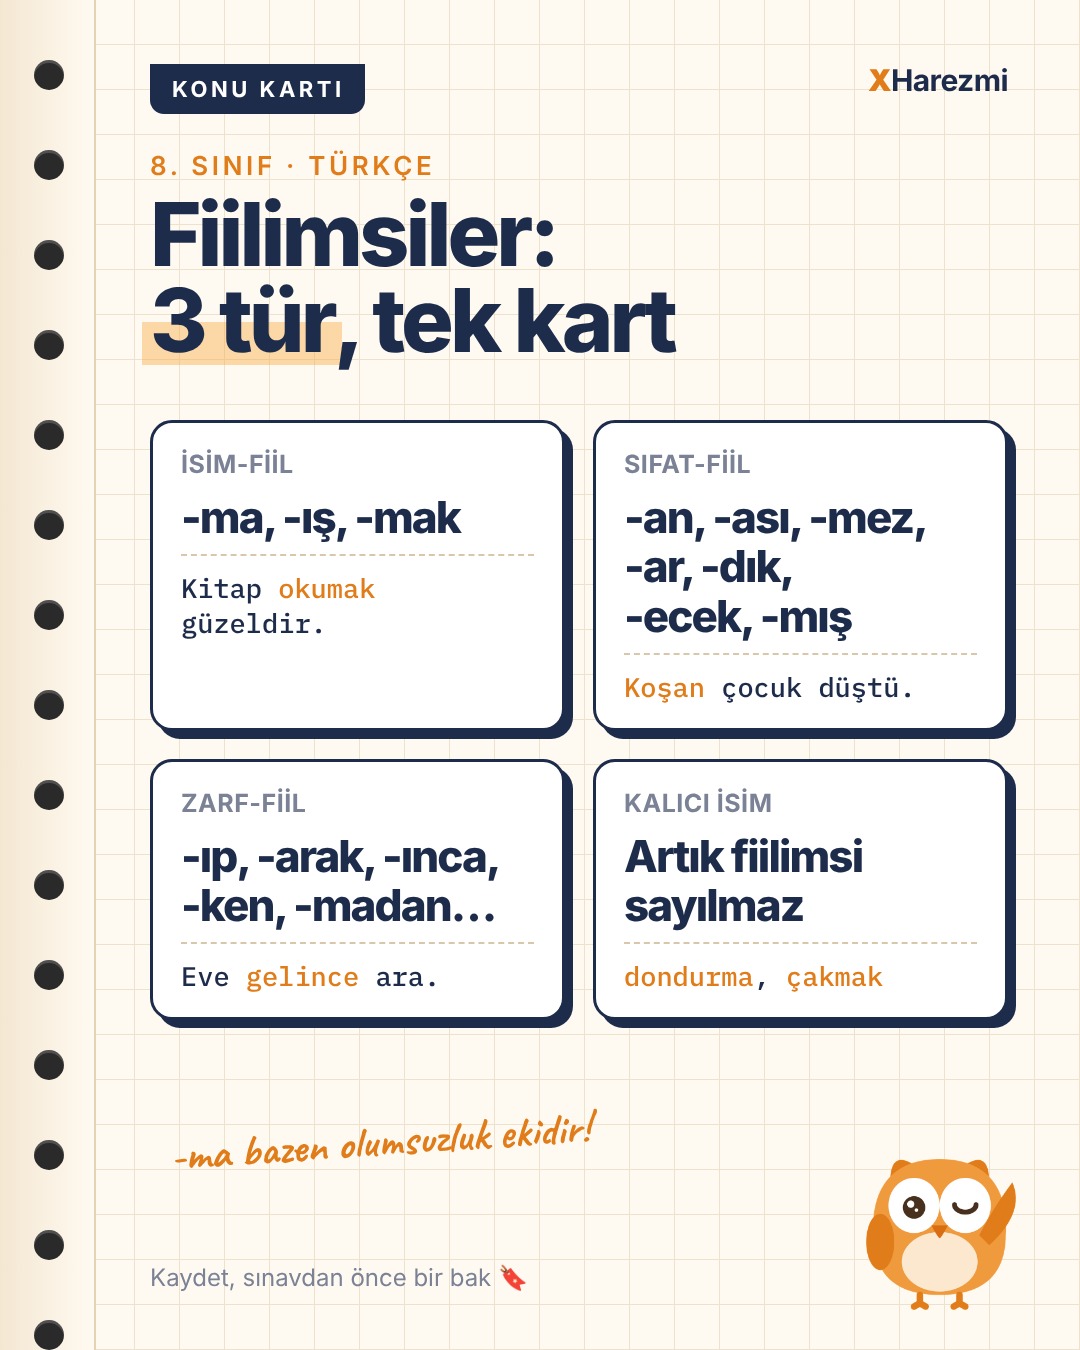 KONU KARTI
XHarezmi
8. SINIF · TÜRKÇE
Fiilimsiler:
3 tür, tek kart
İSİM-FİİL
-ma, -ış, -mak
Kitap okumak
güzeldir.
SIFAT-FİİL
-an, -ası, -mez,
-ar, -dık,
-ecek, -mış
Koşan çocuk düştü.
ZARF-FİİL
-ıp, -arak, -ınca,
-ken, -madan...
Eve gelince ara.
KALICI İSİM
Artık fiilimsi
sayılmaz
dondurma, çakmak
-ma bazen olumsuzluk ekidir!
Kaydet, sınavdan önce bir bak 🔖